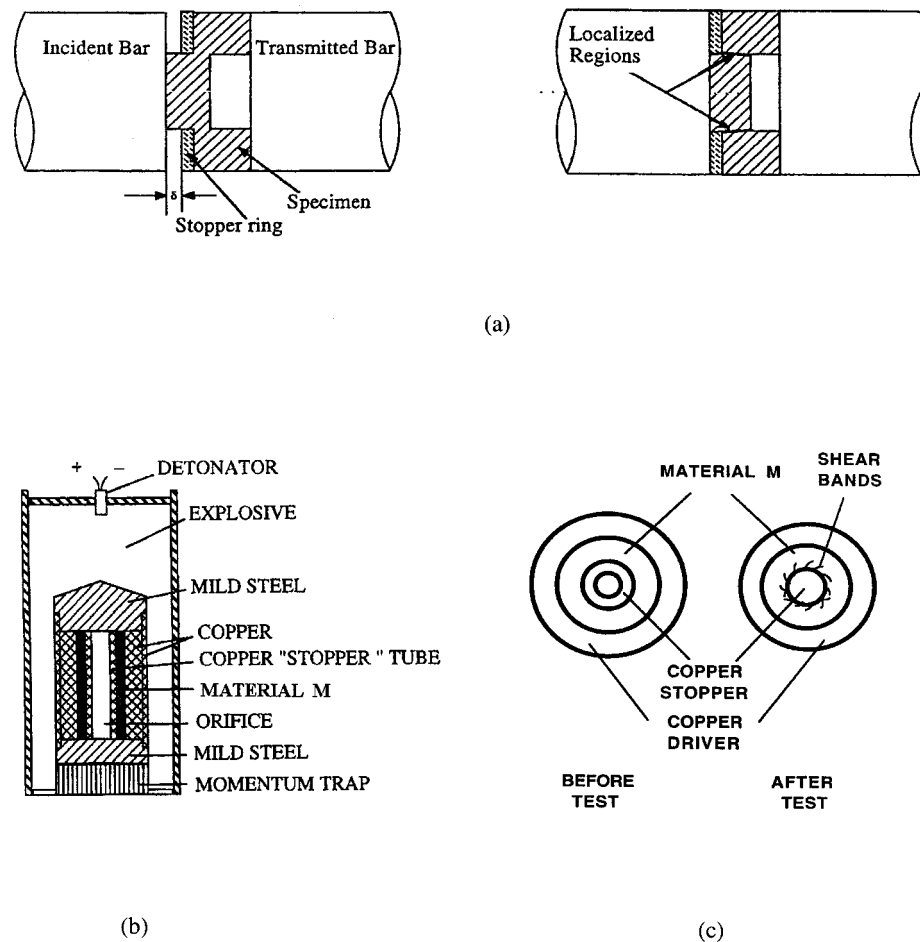 Incident Bar
Transmitted Bar
δ
Specimen
Stopper ring
Localized
Regions
(a)
+ −
DETONATOR
EXPLOSIVE
MILD STEEL
COPPER
COPPER "STOPPER " TUBE
MATERIAL M
ORIFICE
MILD STEEL
MOMENTUM TRAP
(b)
MATERIAL M
SHEAR
BANDS
COPPER
STOPPER
COPPER
DRIVER
BEFORE
TEST
AFTER
TEST
(c)